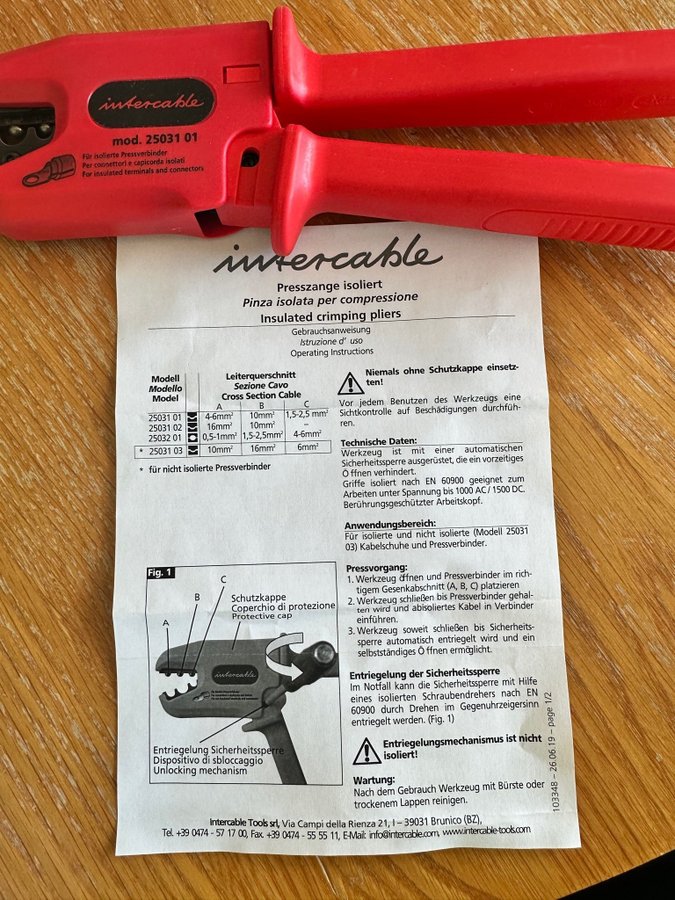 intercable
mod. 25031 01
Für isolierte Pressverbinder
Per connettori e capicorda isolati
For insulated terminals and connectors
intercable
Presszange isoliert
Pinza isolata per compressione
Insulated crimping pliers
Gebrauchsanweisung
Istruzione d' uso
Operating Instructions
Modell
Modello
Model
Leiterquerschnitt
Sezione Cavo
Cross Section Cable
A B C
25031 01 4-6mm² 10mm² 1,5-2,5 mm²
25031 02 16mm² 10mm² –
25032 01 0,5-1mm² 1,5-2,5mm² 4-6mm²
* 25031 03 10mm² 16mm² 6mm²
* für nicht isolierte Pressverbinder
Niemals ohne Schutzkappe einsetz-
ten!
Vor jedem Benutzen des Werkzeugs eine
Sichtkontrolle auf Beschädigungen durchfüh-
ren.
Technische Daten:
Werkzeug ist mit einer automatischen
Sicherheitssperre ausgerüstet, die ein vorzeitiges
Ö ffnen verhindert.
Griffe isoliert nach EN 60900 geeignet zum
Arbeiten unter Spannung bis 1000 AC / 1500 DC.
Berührungsgeschützter Arbeitskopf.
Anwendungsbereich:
Für isolierte und nicht isolierte (Modell 25031
03) Kabelschuhe und Pressverbinder.
Pressvorgang:
1. Werkzeug öffnen und Pressverbinder im rich-
tigem Gesenkabschnitt (A, B, C) platzieren
2. Werkzeug schließen bis Pressverbinder gehal-
ten wird und absoliertes Kabel in Verbinder
einführen.
3. Werkzeug soweit schließen bis Sicherheits-
sperre automatisch entriegelt wird und ein
selbstständiges Ö ffnen ermöglicht.
Entriegelung der Sicherheitssperre
Im Notfall kann die Sicherheitssperre mit Hilfe
eines isolierten Schraubendrehers nach EN
60900 durch Drehen im Gegenuhrzeigersinn
entriegelt werden. (Fig. 1)
Entriegelungsmechanismus ist nicht
isoliert!
Wartung:
Nach dem Gebrauch Werkzeug mit Bürste oder
trockenem Lappen reinigen.
Fig. 1
C
B
A
Schutzkappe
Coperchio di protezione
Protective cap
intercable
Entriegelung Sicherheitssperre
Dispositivo di sbloccaggio
Unlocking mechanism
103348 – 26.06.19 – page 1/2
Intercable Tools srl, Via Campi della Rienza 21, I – 39031 Brunico (BZ),
Tel. +39 0474 - 57 17 00, Fax. +39 0474 - 55 55 11, E-Mail: info@intercable.com, www.intercable-tools.com